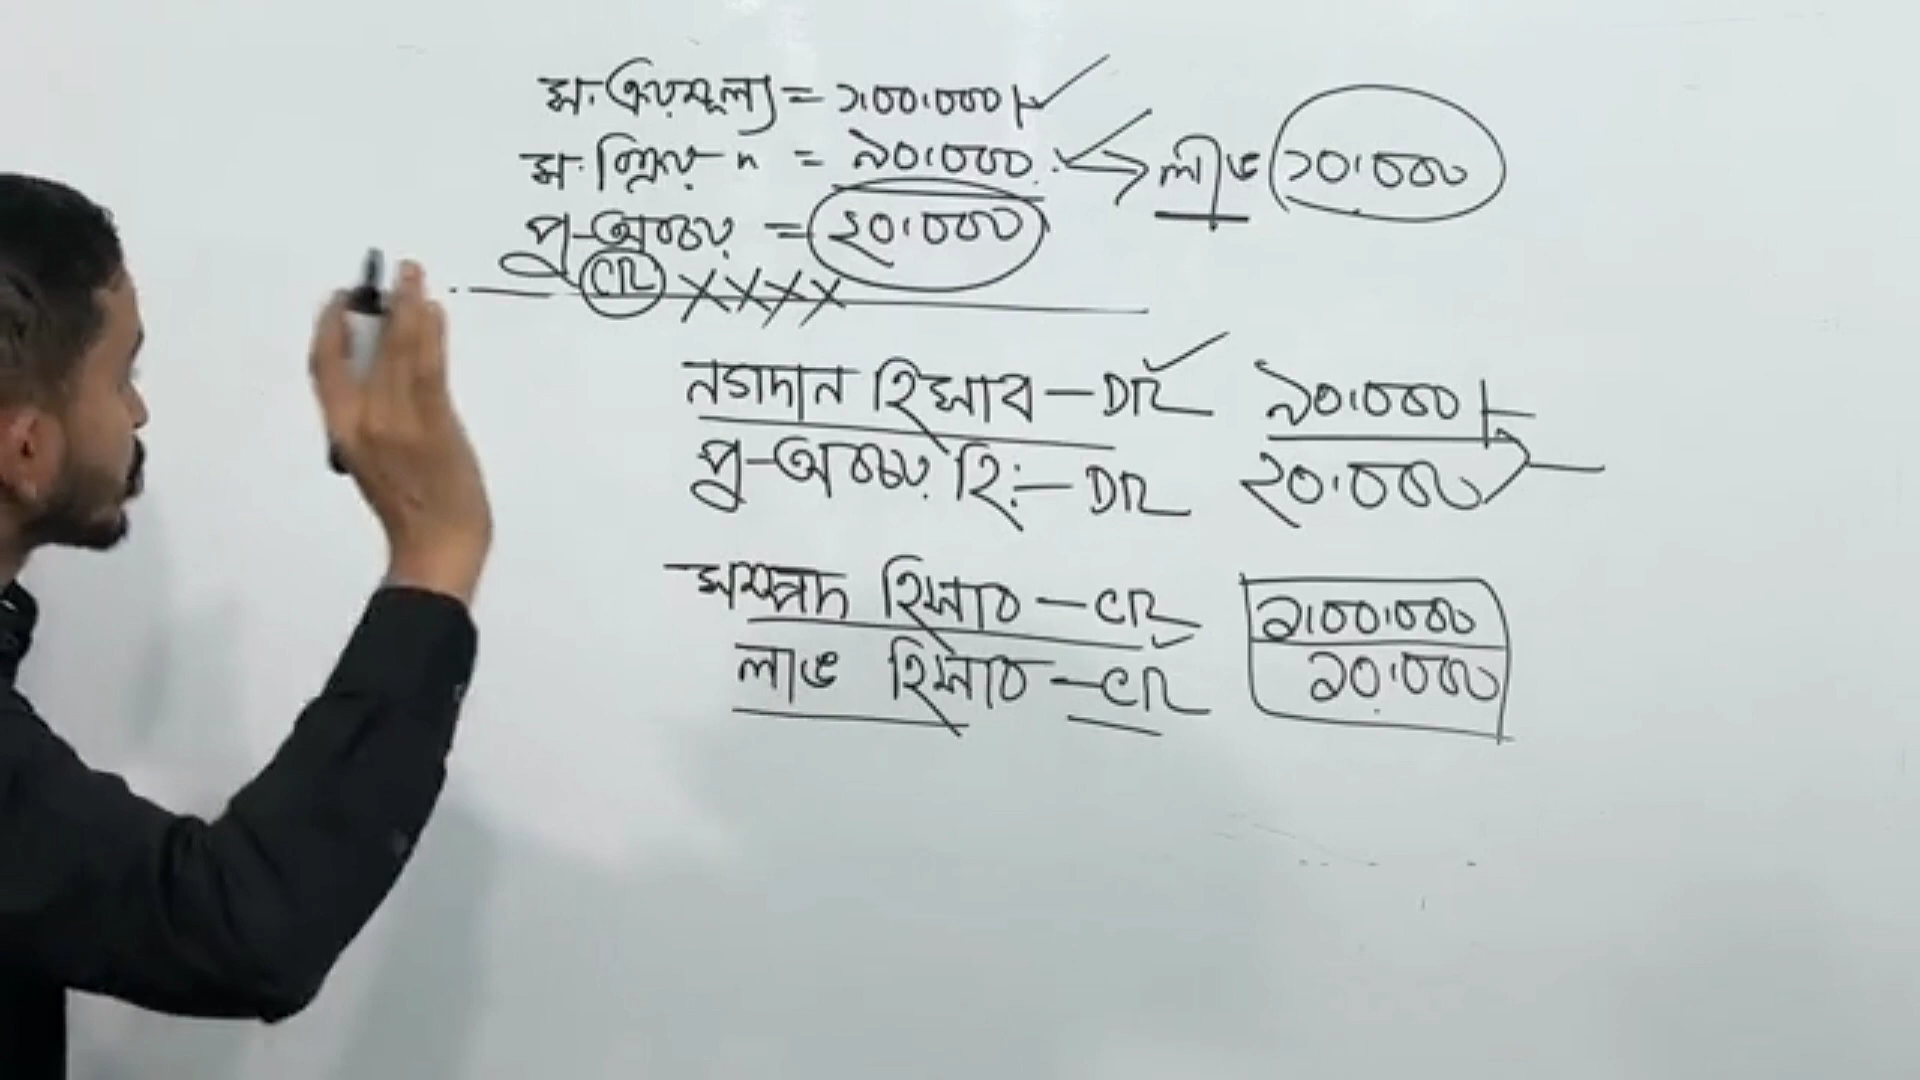 স. ক্রয়মূল্য = ১,০০,০০০
স. বিক্রয় " = ৯০,০০০ → লাভ ১০,০০০
পু-অবচয় = ২০,০০০
CR XXXX
নগদান হিসাব - DR ৯০,০০০
পু-অবচয় হি: - DR ২০,০০০
সম্পদ হিসাব - CR ১,০০,০০০
লাভ হিসাব - CR ১০,০০০